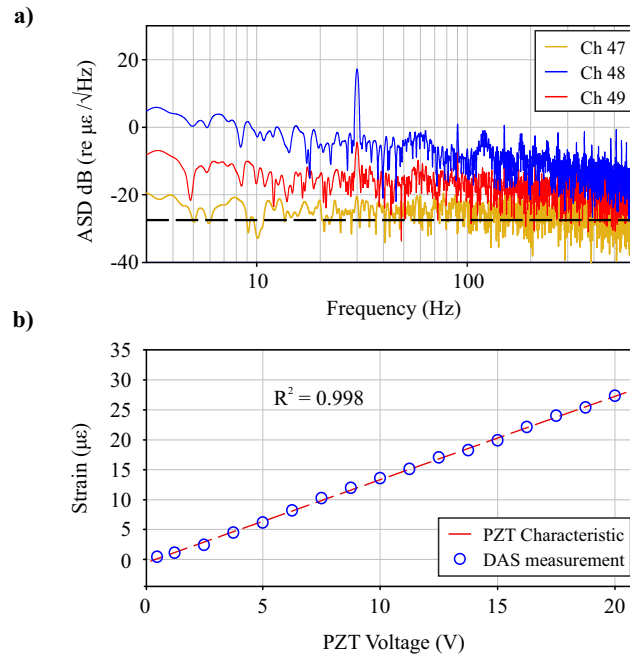 a)
20
0
-20
-40
ASD dB (re με /√Hz)
Ch 47
Ch 48
Ch 49
10
100
Frequency (Hz)
b)
35
30
25
20
15
10
5
0
Strain (με)
R² = 0.998
PZT Characteristic
DAS measurement
0
5
10
15
20
PZT Voltage (V)